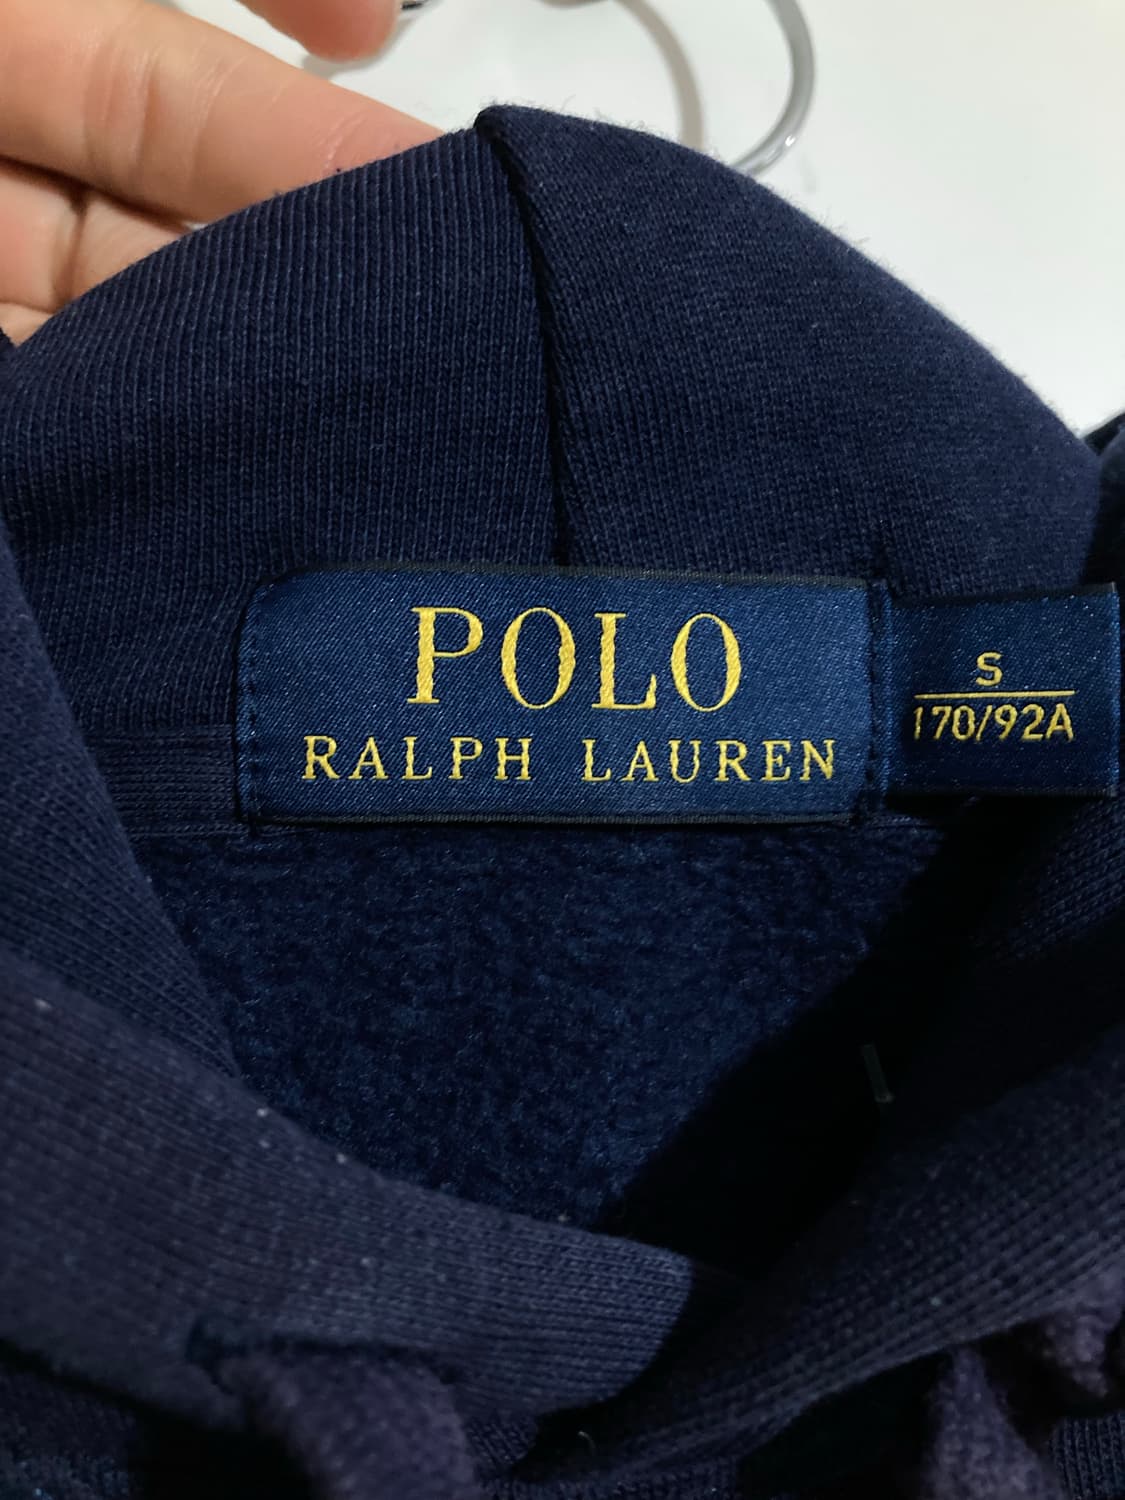 POLO
RALPH LAUREN
S
170/92A